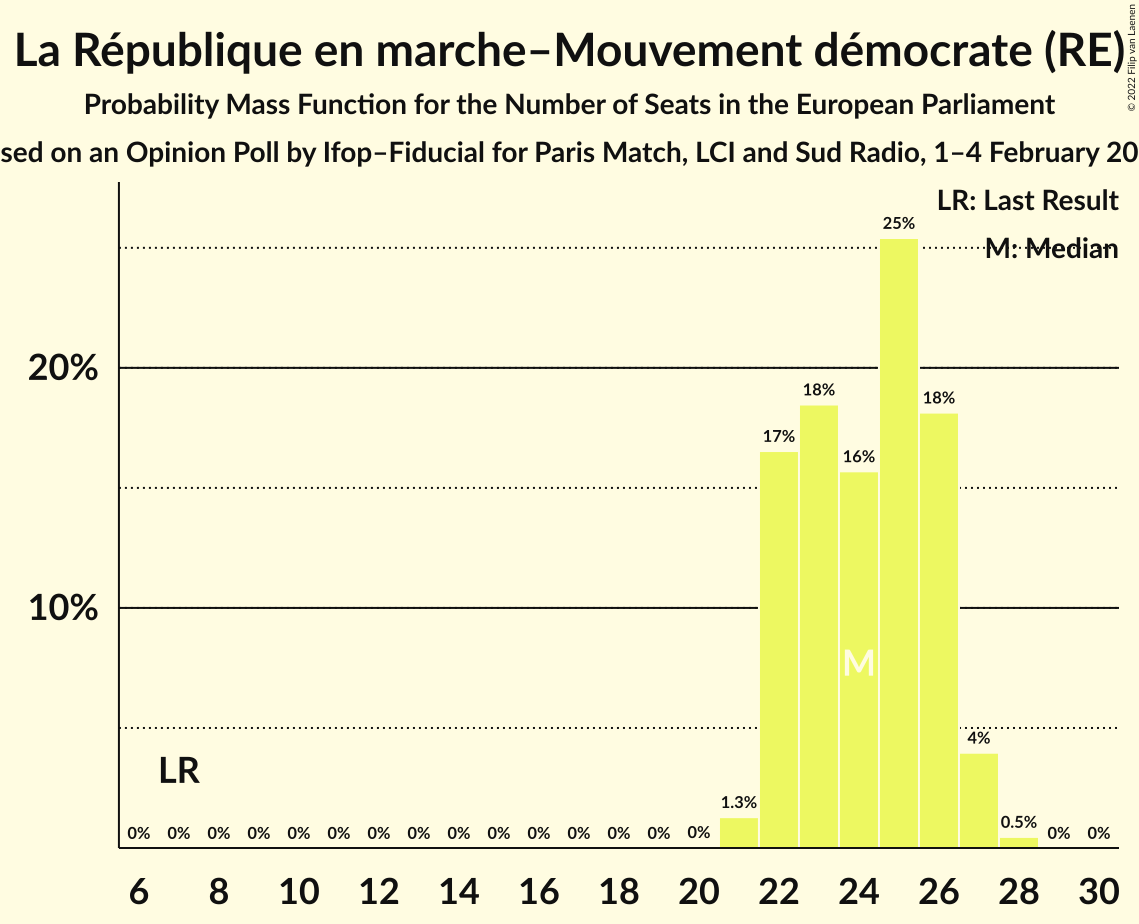 La République en marche–Mouvement démocrate (RE)
© 2022 Filip van Laenen
Probability Mass Function for the Number of Seats in the European Parliament
sed on an Opinion Poll by Ifop–Fiducial for Paris Match, LCI and Sud Radio, 1–4 February 20
LR: Last Result
M: Median
25%
20%
18%
18%
17%
16%
10%
M
4%
LR
1.3%
0.5%
0% 0% 0% 0% 0% 0% 0% 0% 0% 0% 0% 0% 0% 0% 0% 0% 0%
6 8 10 12 14 16 18 20 22 24 26 28 30